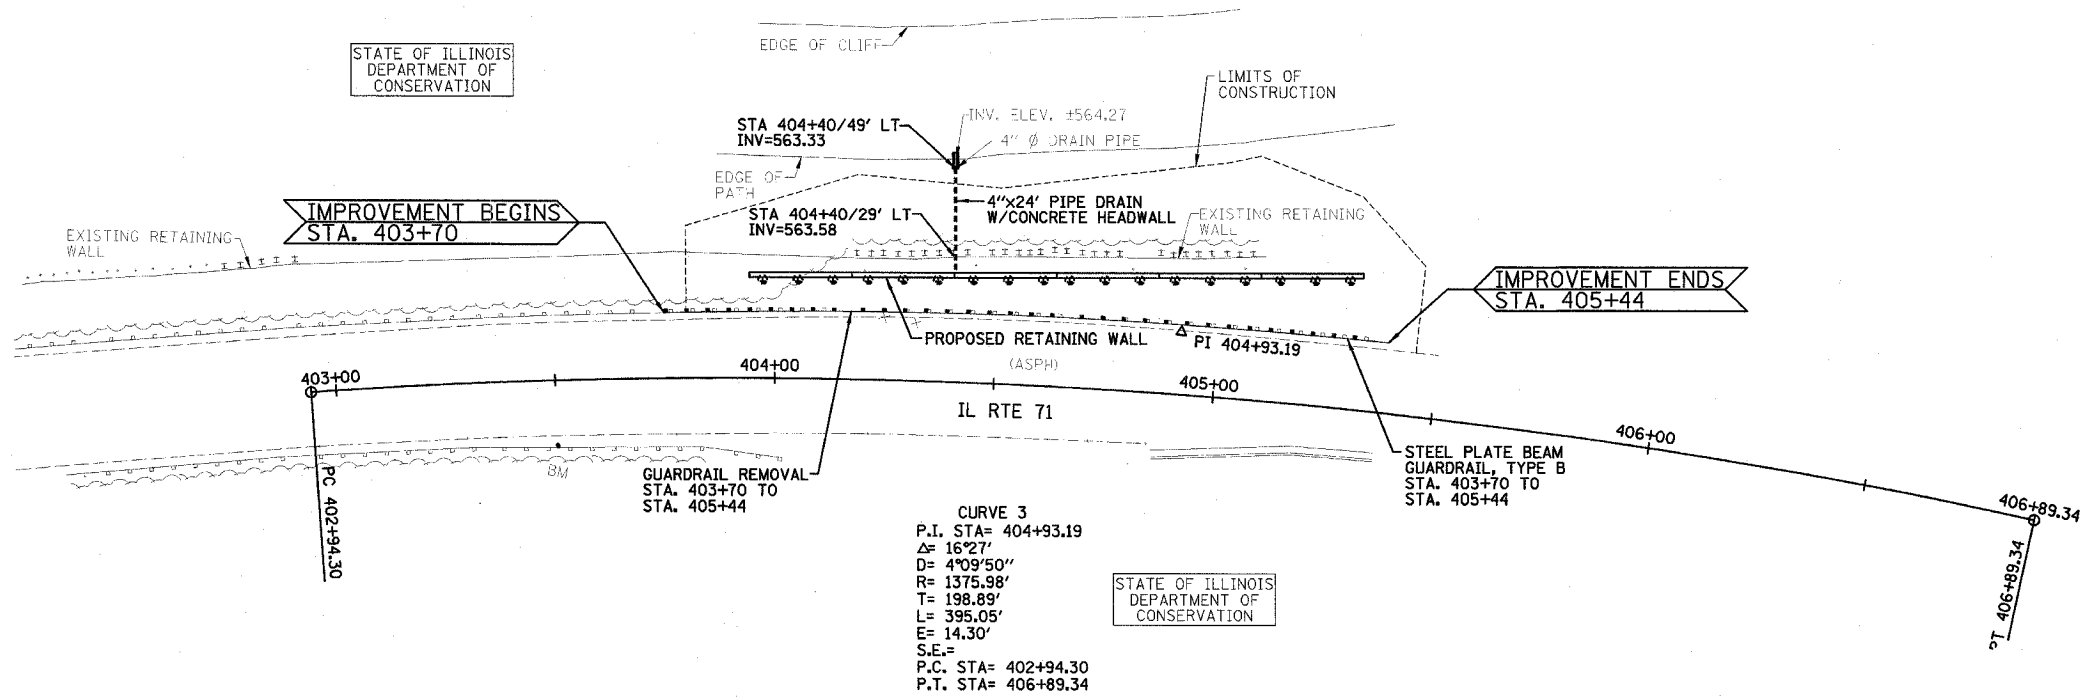 STATE OF ILLINOIS
DEPARTMENT OF
CONSERVATION
EDGE OF CLIFF
LIMITS OF
CONSTRUCTION
STA 404+40/49' LT
INV=563.33
INV. ELEV. ±564.27
4" Ø DRAIN PIPE
EDGE OF
PATH
IMPROVEMENT BEGINS
STA. 403+70
4"x24' PIPE DRAIN
W/CONCRETE HEADWALL
STA 404+40/29' LT
INV=563.58
EXISTING RETAINING
WALL
EXISTING RETAINING
WALL
IMPROVEMENT ENDS
STA. 405+44
PROPOSED RETAINING WALL
PI 404+93.19
(ASPH)
403+00
404+00
405+00
IL RTE 71
406+00
406+89.34
PC 402+94.30
PT 406+89.34
BM
GUARDRAIL REMOVAL
STA. 403+70 TO
STA. 405+44
STEEL PLATE BEAM
GUARDRAIL, TYPE B
STA. 403+70 TO
STA. 405+44
CURVE 3
P.I. STA= 404+93.19
Δ= 16°27'
D= 4°09'50"
R= 1375.98'
T= 198.89'
L= 395.05'
E= 14.30'
S.E.=
P.C. STA= 402+94.30
P.T. STA= 406+89.34
STATE OF ILLINOIS
DEPARTMENT OF
CONSERVATION